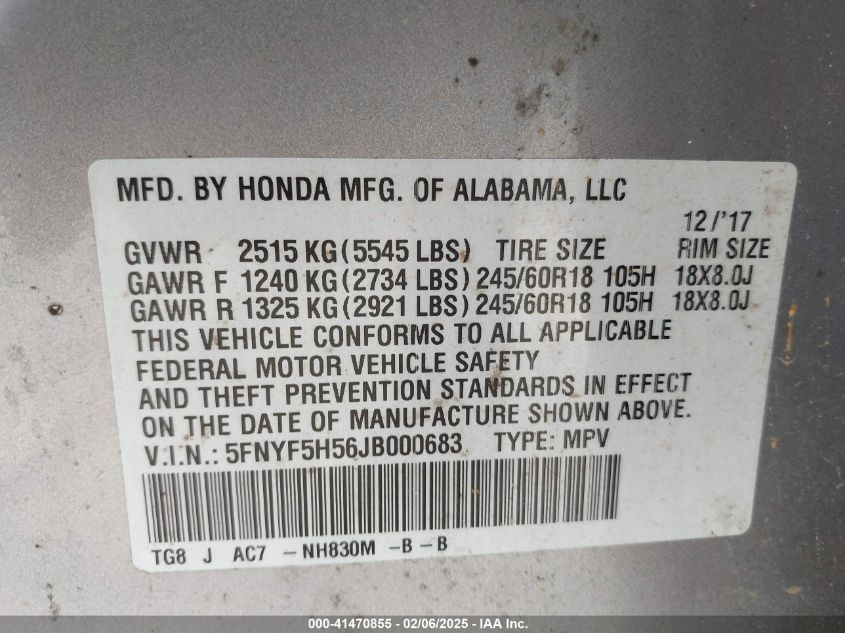 MFD. BY HONDA MFG. OF ALABAMA, LLC
12/'17
GVWR 2515 KG (5545 LBS) TIRE SIZE RIM SIZE
GAWR F 1240 KG (2734 LBS) 245/60R18 105H 18X8.0J
GAWR R 1325 KG (2921 LBS) 245/60R18 105H 18X8.0J
THIS VEHICLE CONFORMS TO ALL APPLICABLE
FEDERAL MOTOR VEHICLE SAFETY
AND THEFT PREVENTION STANDARDS IN EFFECT
ON THE DATE OF MANUFACTURE SHOWN ABOVE.
V.I.N.: 5FNYF5H56JB000683 TYPE: MPV
TG8 J AC7 - NH830M - B - B
000-41470855 - 02/06/2025 - IAA Inc.